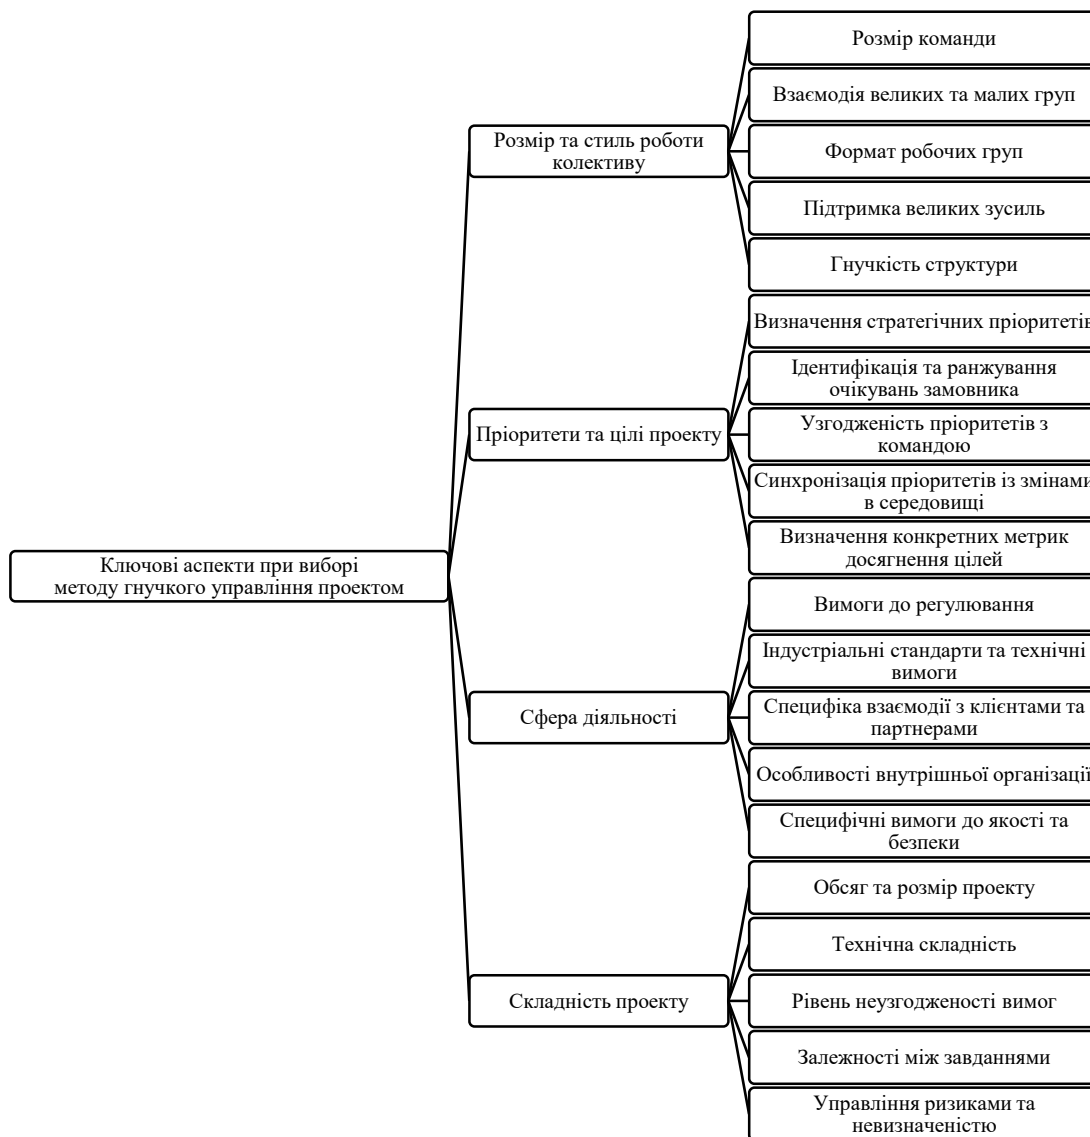 Ключові аспекти при виборі
методу гнучкого управління проектом
Розмір та стиль роботи
колективу
Розмір команди
Взаємодія великих та малих груп
Формат робочих груп
Підтримка великих зусиль
Гнучкість структури
Пріоритети та цілі проекту
Визначення стратегічних пріоритетів
Ідентифікація та ранжування
очікувань замовника
Узгодженість пріоритетів з
командою
Синхронізація пріоритетів із змінами
в середовищі
Визначення конкретних метрик
досягнення цілей
Сфера діяльності
Вимоги до регулювання
Індустріальні стандарти та технічні
вимоги
Специфіка взаємодії з клієнтами та
партнерами
Особливості внутрішньої організації
Специфічні вимоги до якості та
безпеки
Складність проекту
Обсяг та розмір проекту
Технічна складність
Рівень неузгодженості вимог
Залежності між завданнями
Управління ризиками та
невизначеністю